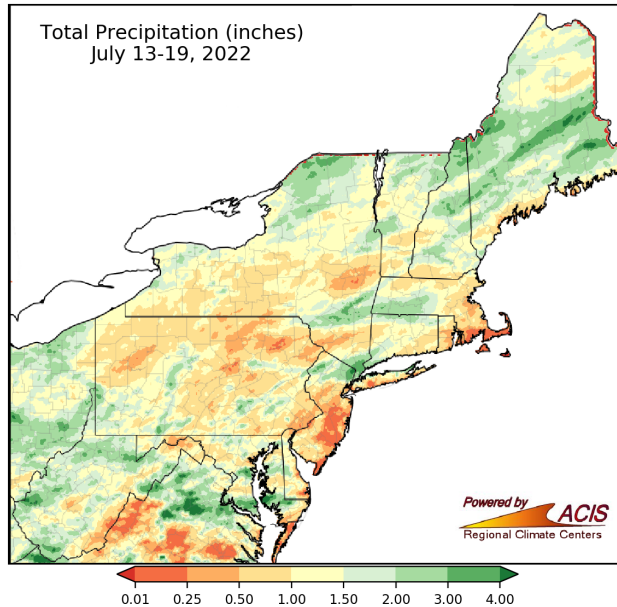 Total Precipitation (inches)
July 13-19, 2022
Powered by
ACIS
Regional Climate Centers
0.01 0.25 0.50 1.00 1.50 2.00 3.00 4.00